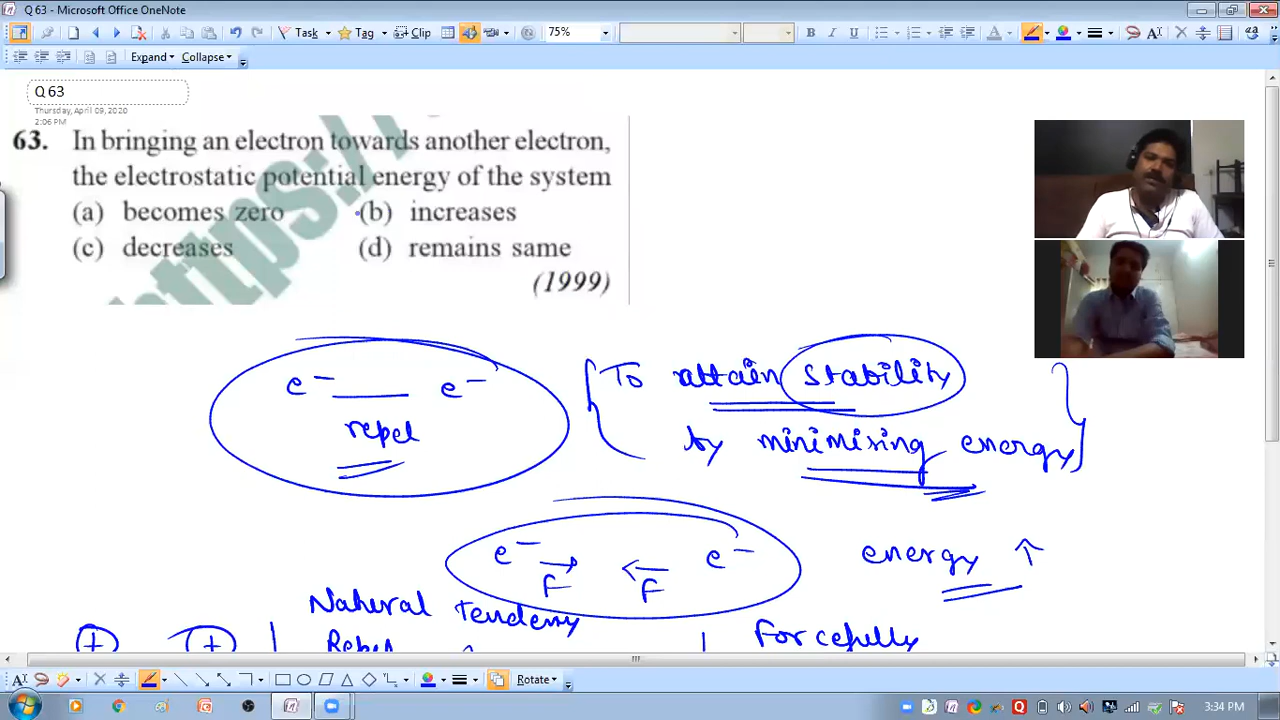 Q 63 - Microsoft Office OneNote
Task Tag Clip 75% B I U A
Expand Collapse
Q 63
Thursday, April 09, 2020
2:06 PM
63. In bringing an electron towards another electron,
the electrostatic potential energy of the system
(a) becomes zero (b) increases
(c) decreases (d) remains same
(1999)
https:/
e⁻ e⁻
repel
To attain stability
by minimising energy
e⁻ → ← e⁻ energy ↑
F F
Natural Tendency
Repel
+ + Forcefully
Rotate
3:34 PM